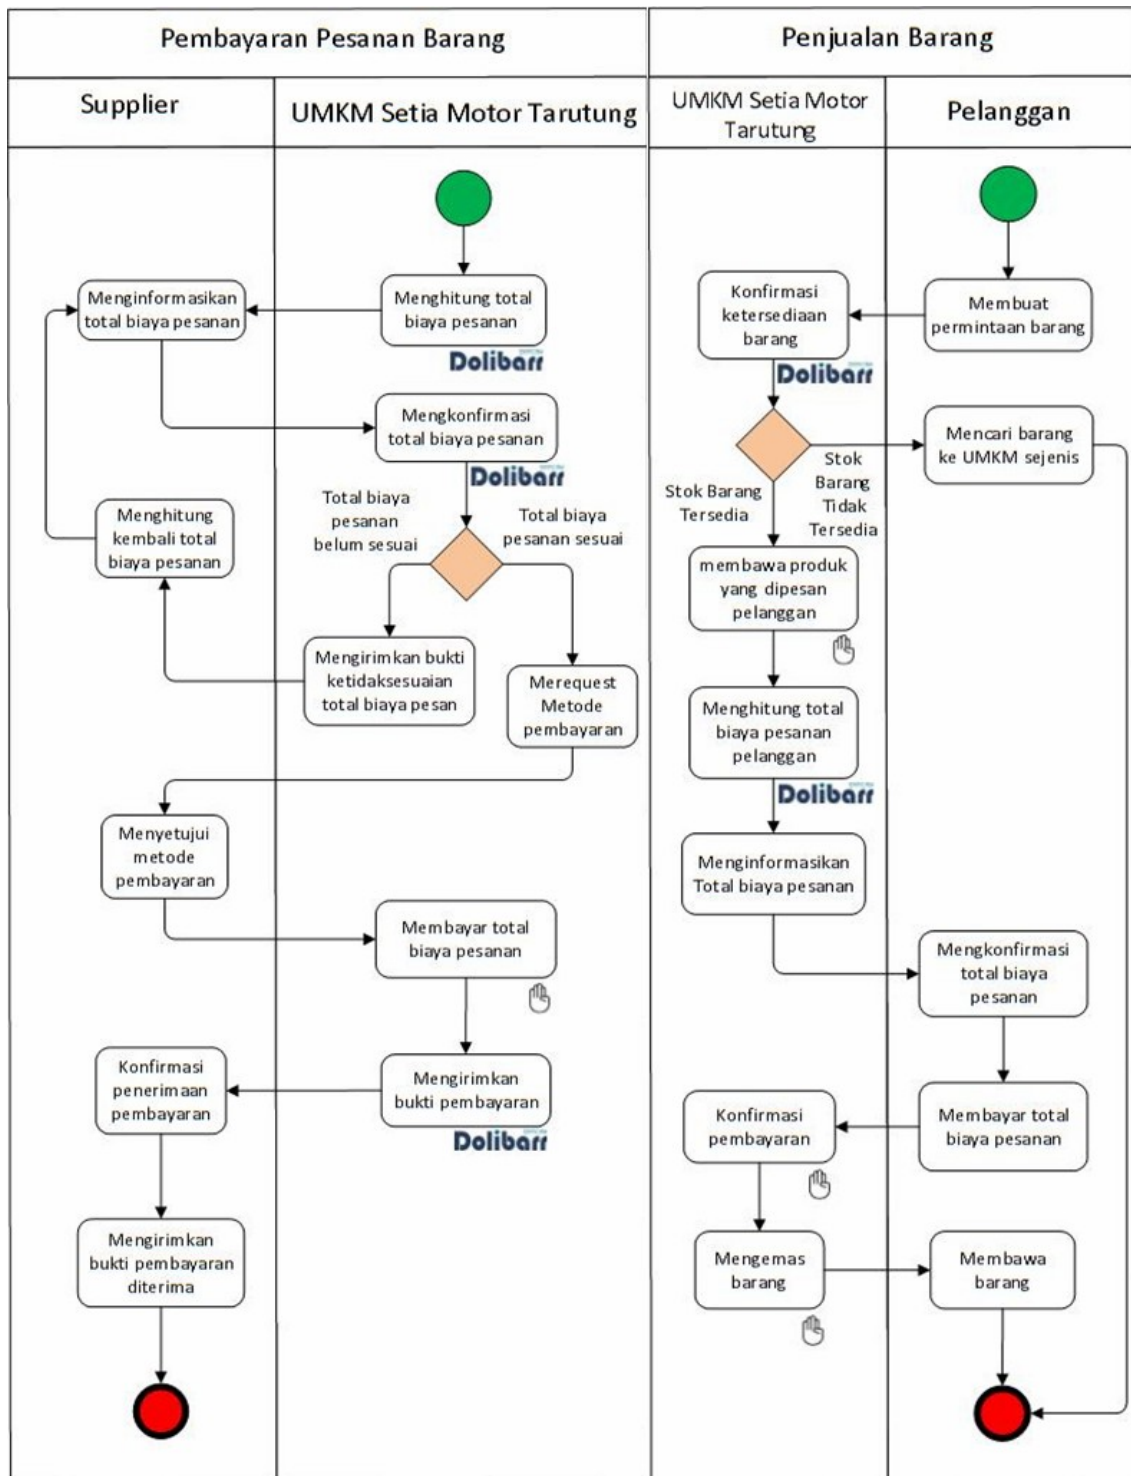 Pembayaran Pesanan Barang
Supplier
UMKM Setia Motor Tarutung
Menginformasikan
total biaya pesanan
Menghitung total
biaya pesanan
Dolibarr
Mengkonfirmasi
total biaya pesanan
Dolibarr
Total biaya
pesanan
belum sesuai
Total biaya
pesanan sesuai
Menghitung
kembali total
biaya pesanan
Mengirimkan bukti
ketidaksesuaian
total biaya pesan
Merequest
Metode
pembayaran
Menyetujui
metode
pembayaran
Membayar total
biaya pesanan
Konfirmasi
penerimaan
pembayaran
Mengirimkan
bukti pembayaran
Dolibarr
Mengirimkan
bukti pembayaran
diterima
Penjualan Barang
UMKM Setia Motor
Tarutung
Pelanggan
Konfirmasi
ketersediaan
barang
Dolibarr
Membuat
permintaan barang
Mencari barang
ke UMKM sejenis
Stok Barang
Tersedia
Stok
Barang
Tidak
Tersedia
membawa produk
yang dipesan
pelanggan
Menghitung total
biaya pesanan
pelanggan
Dolibarr
Menginformasikan
Total biaya pesanan
Mengkonfirmasi
total biaya
pesanan
Konfirmasi
pembayaran
Membayar total
biaya pesanan
Mengemas
barang
Membawa
barang